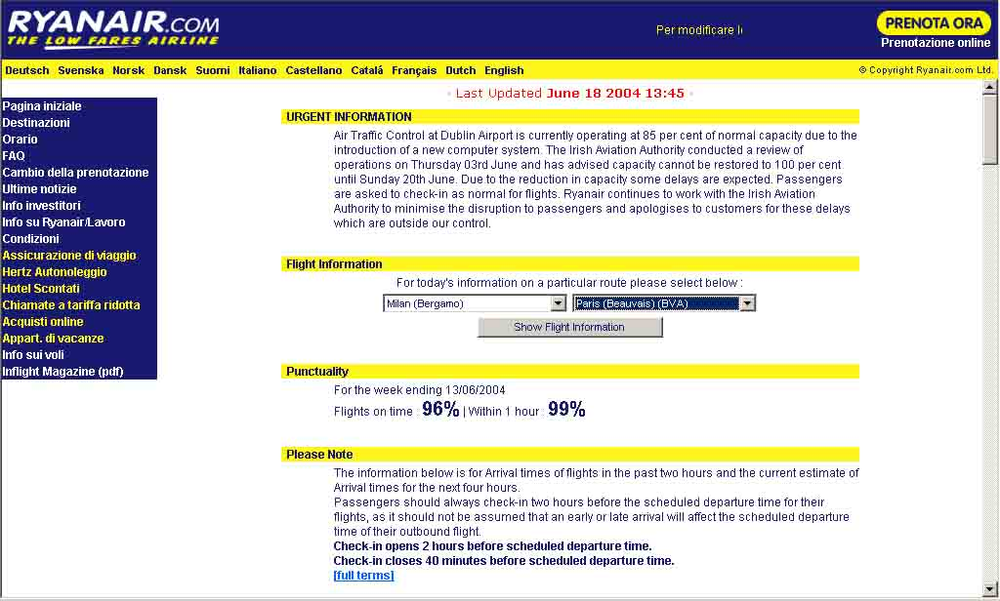 RYANAIR.COM
THE LOW FARES AIRLINE
Per modificare l
PRENOTA ORA
Prenotazione online
Deutsch Svenska Norsk Dansk Suomi Italiano Castellano Catalá Français Dutch English
© Copyright Ryanair.com Ltd.
Pagina iniziale
Destinazioni
Orario
FAQ
Cambio della prenotazione
Ultime notizie
Info investitori
Info su Ryanair/Lavoro
Condizioni
Assicurazione di viaggio
Hertz Autonoleggio
Hotel Scontati
Chiamate a tariffa ridotta
Acquisti online
Appart. di vacanze
Info sui voli
Inflight Magazine (pdf)
· Last Updated June 18 2004 13:45 ·
URGENT INFORMATION
Air Traffic Control at Dublin Airport is currently operating at 85 per cent of normal capacity due to the
introduction of a new computer system. The Irish Aviation Authority conducted a review of
operations on Thursday 03rd June and has advised capacity cannot be restored to 100 per cent
until Sunday 20th June. Due to the reduction in capacity some delays are expected. Passengers
are asked to check-in as normal for flights. Ryanair continues to work with the Irish Aviation
Authority to minimise the disruption to passengers and apologises to customers for these delays
which are outside our control.
Flight Information
For today's information on a particular route please select below :
Milan (Bergamo) Paris (Beauvais) (BVA)
Show Flight Information
Punctuality
For the week ending 13/06/2004
Flights on time : 96% | Within 1 hour : 99%
Please Note
The information below is for Arrival times of flights in the past two hours and the current estimate of
Arrival times for the next four hours.
Passengers should always check-in two hours before the scheduled departure time for their
flights, as it should not be assumed that an early or late arrival will affect the scheduled departure
time of their outbound flight.
Check-in opens 2 hours before scheduled departure time.
Check-in closes 40 minutes before scheduled departure time.
[full terms]